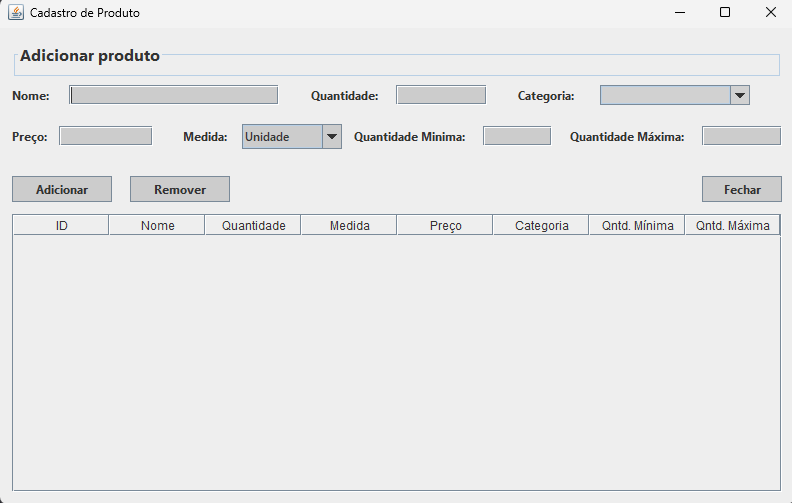 Cadastro de Produto
Adicionar produto
Nome: Quantidade: Categoria:
Preço: Medida: Unidade Quantidade Minima: Quantidade Máxima:
Adicionar Remover Fechar
ID Nome Quantidade Medida Preço Categoria Qntd. Mínima Qntd. Máxima